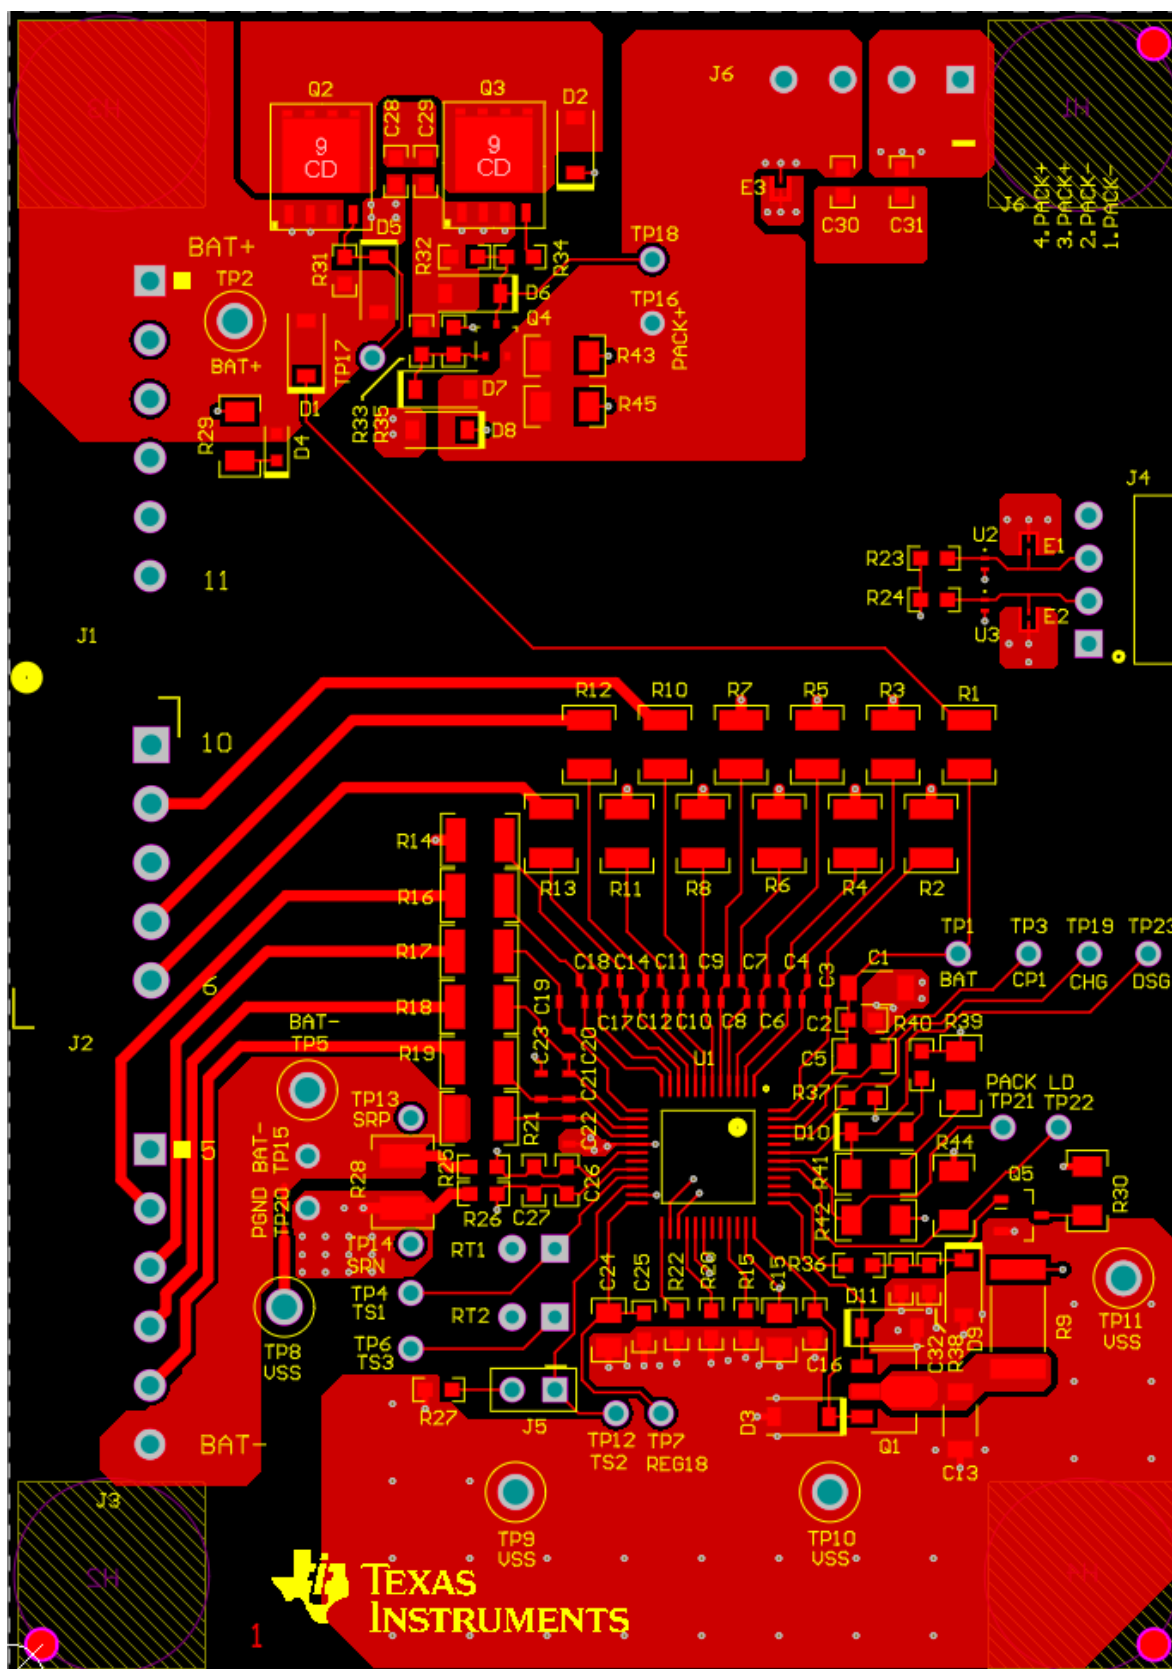 Q2
Q3
C28
C29
D2
J6
9
CD
9
CD
E3
C30
C31
J6
4. PACK+
3. PACK+
2. PACK-
1. PACK-
H1
BAT+
TP2
BAT+
D5
R31
R32
R34
TP18
D6
TP16
PACK+
Q4
TP17
R43
D7
R45
D1
R33
R35
D8
R29
D4
J4
U2
E1
R23
R24
U3
E2
11
J1
10
R12
R10
R7
R5
R3
R1
R14
R13
R11
R8
R6
R4
R2
R16
R17
TP1
BAT
TP3
CP1
TP19
CHG
TP23
DSG
C18
C14
C11
C9
C7
C4
C3
C1
6
R18
C19
C17
C12
C10
C8
C6
C2
R40
R39
J2
BAT-
TP5
R19
C23
C20
U1
C5
C21
R37
PACK
LD
TP21
TP22
TP13
SRP
R21
C22
D10
5
PGND
BAT-
TP20
TP15
R28
R25
R26
C27
C26
R41
R44
Q5
R30
R42
TP14
SRN
RT1
R36
TP4
TS1
C24
C25
R22
R20
R15
C15
D11
TP8
VSS
RT2
TP6
TS3
C16
C32
R38
D9
R9
TP11
VSS
R27
J5
TP12
TS2
TP7
REG18
D3
Q1
C13
BAT-
J3
TP9
VSS
TP10
VSS
H2
TEXAS
INSTRUMENTS
1